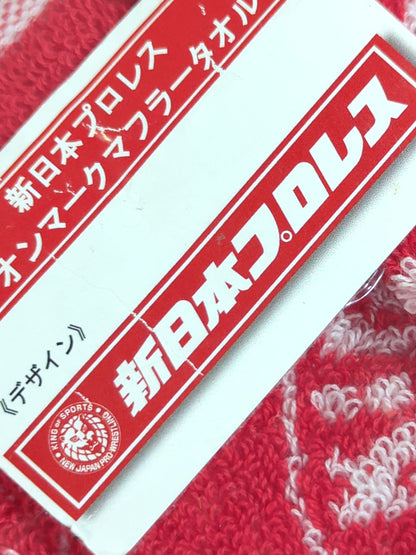 新日本プロレス
オンマークマフラータオル
《デザイン》
新日本プロレス
KING OF SPORTS
NEW JAPAN PRO-WRESTLING